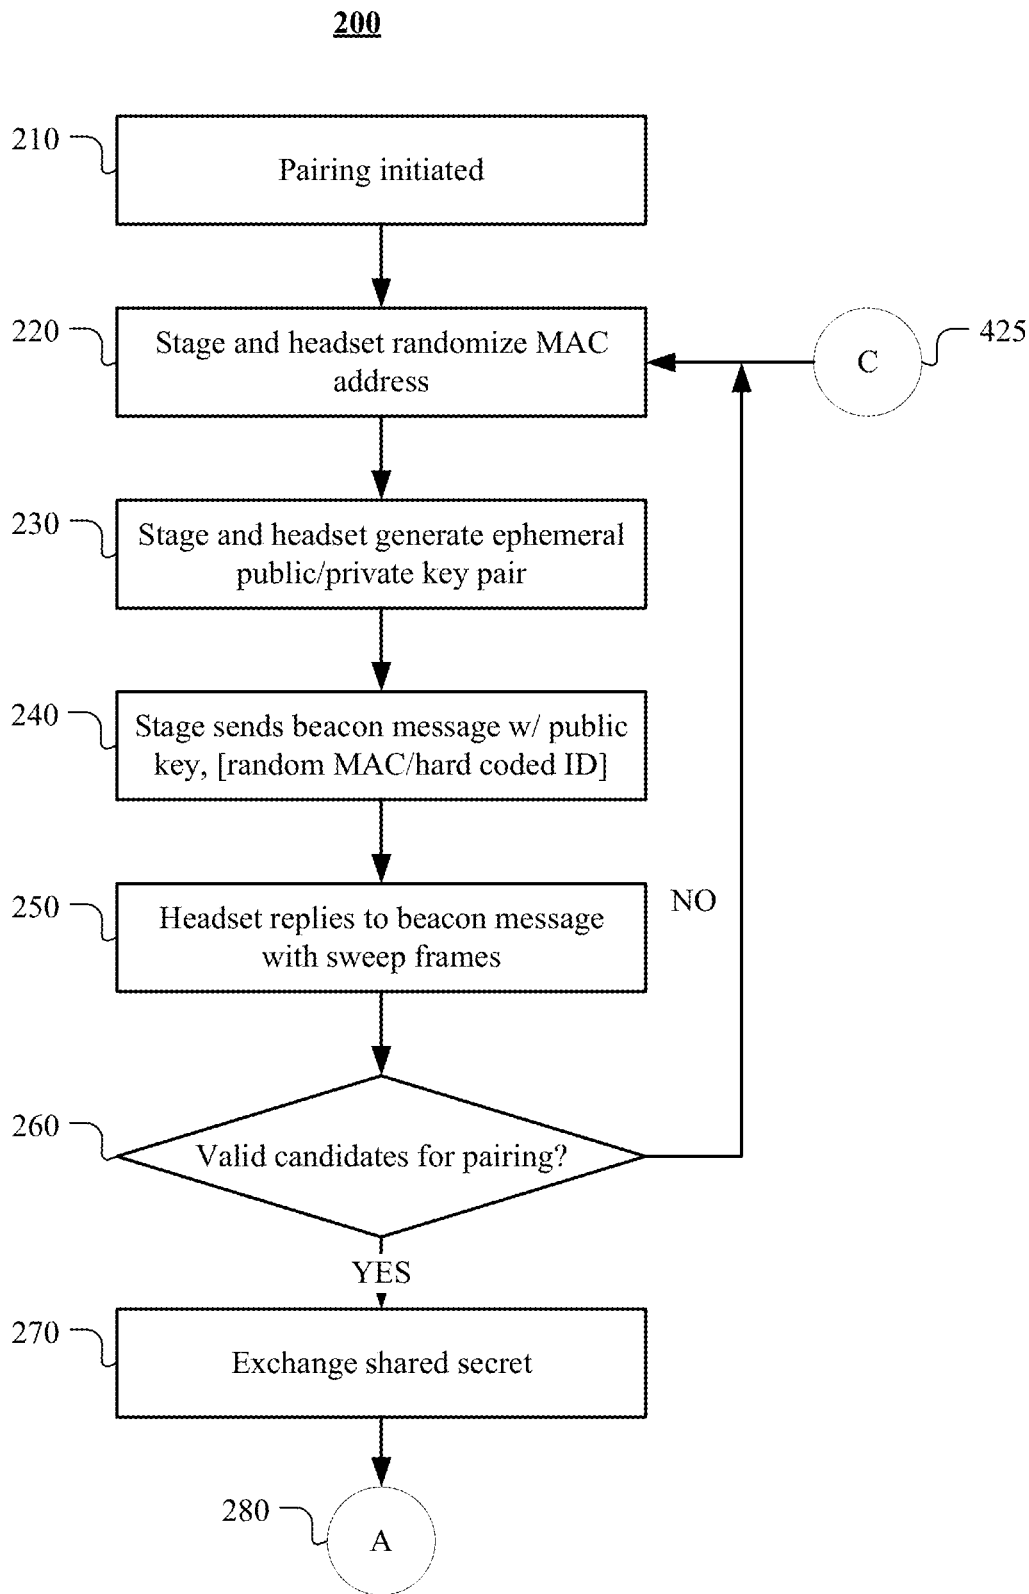 200
210
Pairing initiated
220
Stage and headset randomize MAC
address
C
425
230
Stage and headset generate ephemeral
public/private key pair
240
Stage sends beacon message w/ public
key, [random MAC/hard coded ID]
250
Headset replies to beacon message
with sweep frames
NO
260
Valid candidates for pairing?
YES
270
Exchange shared secret
280
A